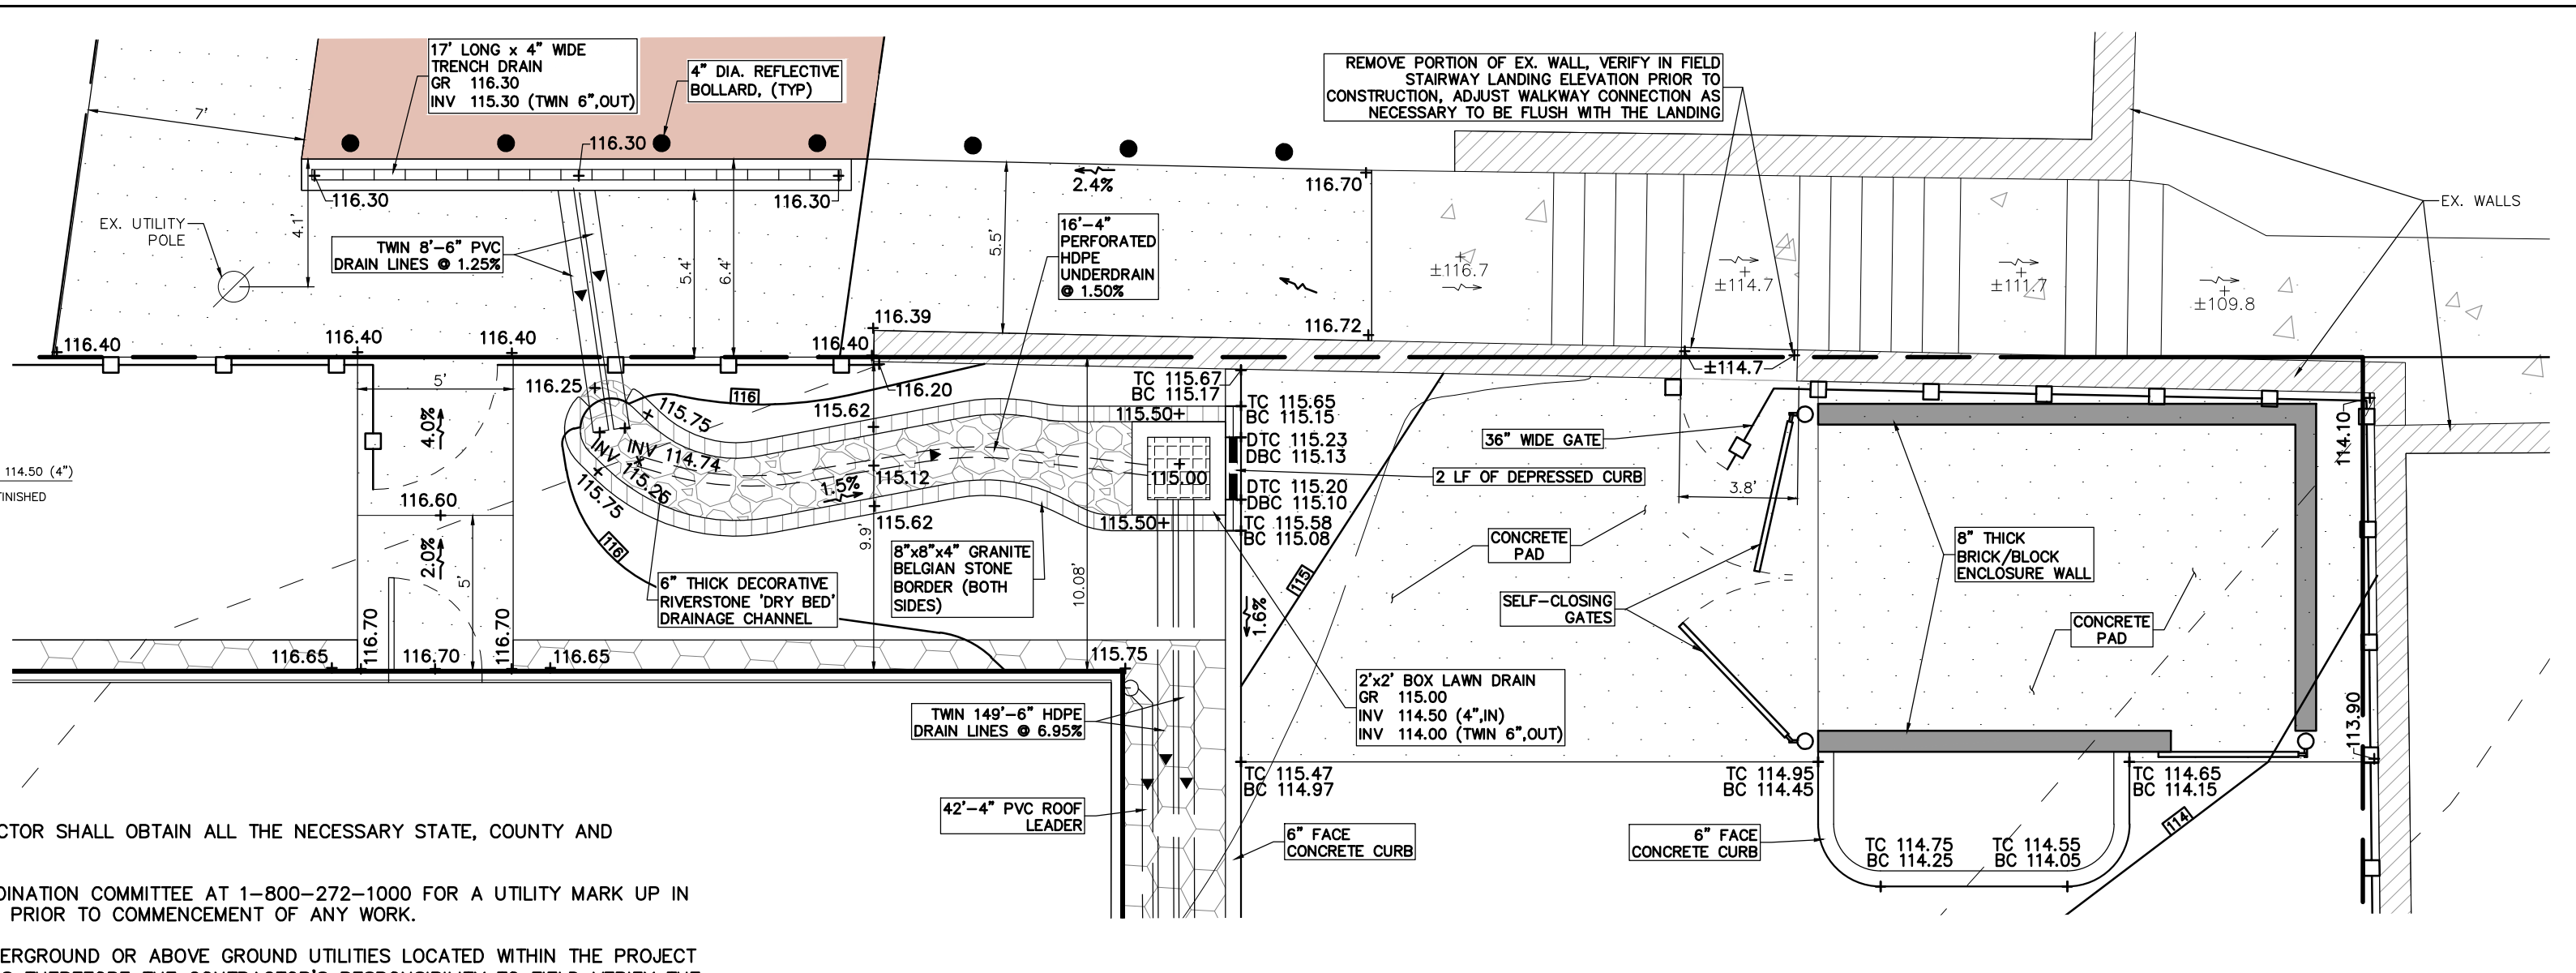 17' LONG x 4" WIDE
TRENCH DRAIN
GR 116.30
INV 115.30 (TWIN 6",OUT)
4" DIA. REFLECTIVE
BOLLARD, (TYP)
REMOVE PORTION OF EX. WALL, VERIFY IN FIELD
STAIRWAY LANDING ELEVATION PRIOR TO
CONSTRUCTION, ADJUST WALKWAY CONNECTION AS
NECESSARY TO BE FLUSH WITH THE LANDING
7'
116.30
2.4%
116.70
116.30
116.30
EX. WALLS
EX. UTILITY
POLE
4.1'
TWIN 8'-6" PVC
DRAIN LINES @ 1.25%
5.4'
6.4'
5.5'
16'-4"
PERFORATED
HDPE
UNDERDRAIN
@ 1.50%
±116.7
±114.7
±111.7
±109.8
116.39
116.72
116.40
116.40
116.40
116.40
±114.7
5'
116.25
116.20
116
TC 115.67
BC 115.17
115.75
115.62
115.50
TC 115.65
BC 115.15
4.0%
INV 114.74
INV 115.25
DTC 115.23
DBC 115.13
36" WIDE GATE
114.10
114.50 (4")
INISHED
115.12
115.00
2 LF OF DEPRESSED CURB
1.5%
115.75
DTC 115.20
DBC 115.10
3.8'
116.60
115.62
115.50
TC 115.58
BC 115.08
9.9'
116
2.0%
5'
8"x8"x4" GRANITE
BELGIAN STONE
BORDER (BOTH
SIDES)
CONCRETE
PAD
8" THICK
BRICK/BLOCK
ENCLOSURE WALL
6" THICK DECORATIVE
RIVERSTONE 'DRY BED'
DRAINAGE CHANNEL
10.08'
115
1.6%
SELF-CLOSING
GATES
CONCRETE
PAD
116.65
116.70
116.70
116.70
116.65
115.75
2'x2' BOX LAWN DRAIN
GR 115.00
INV 114.50 (4",IN)
INV 114.00 (TWIN 6",OUT)
TWIN 149'-6" HDPE
DRAIN LINES @ 6.95%
113.90
TC 115.47
BC 114.97
TC 114.95
BC 114.45
TC 114.65
BC 114.15
42'-4" PVC ROOF
LEADER
114
6" FACE
CONCRETE CURB
6" FACE
CONCRETE CURB
TC 114.75
BC 114.25
TC 114.55
BC 114.05
CTOR SHALL OBTAIN ALL THE NECESSARY STATE, COUNTY AND
DINATION COMMITTEE AT 1-800-272-1000 FOR A UTILITY MARK UP IN
PRIOR TO COMMENCEMENT OF ANY WORK.
ERGROUND OR ABOVE GROUND UTILITIES LOCATED WITHIN THE PROJECT
THEREFORE THE CONTRACTOR'S RESPONSIBILITY TO FIELD VERIFY THE